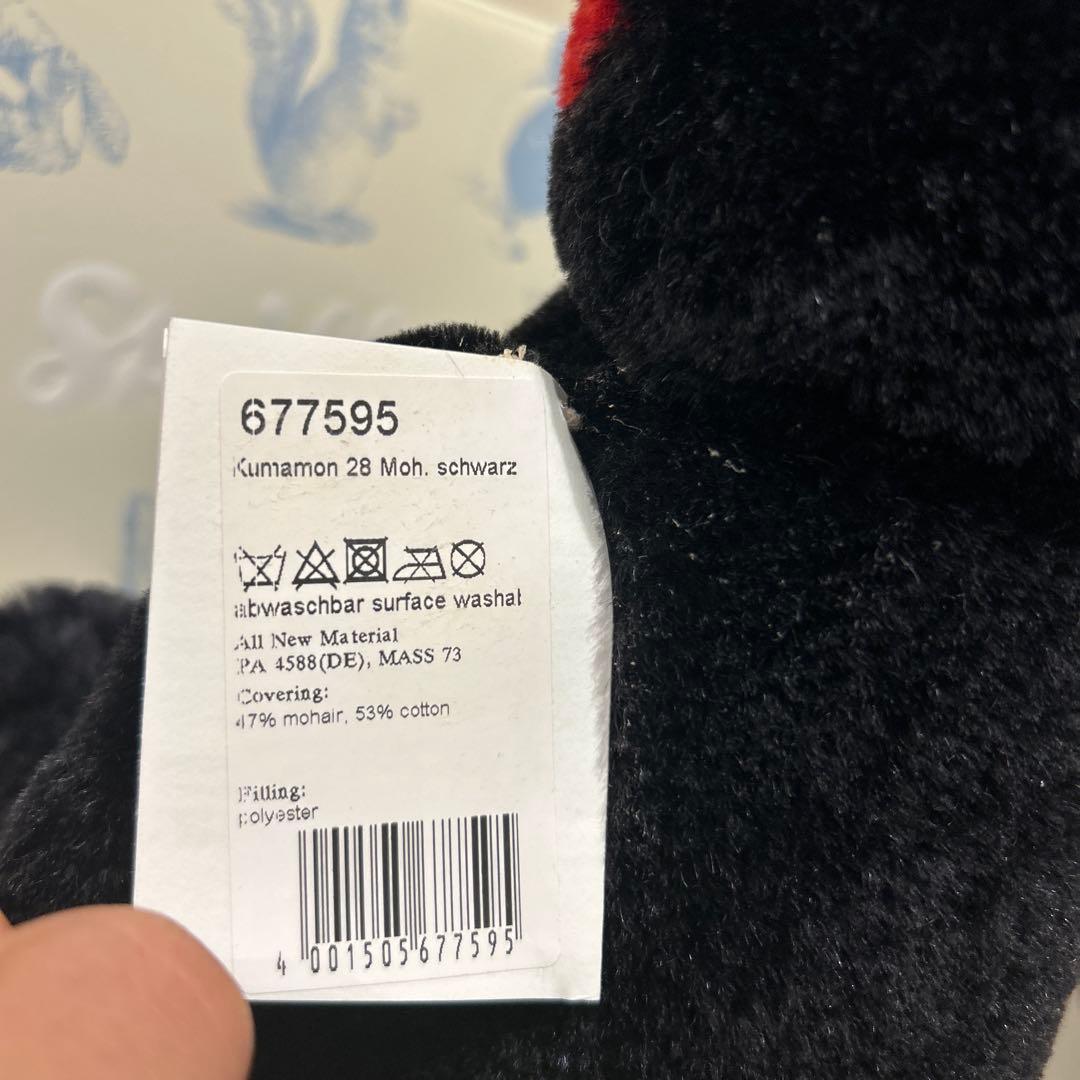 677595
Kumamon 28 Moh. schwarz
abwaschbar surface washab
All New Material
PA 4588(DE), MASS 73
Covering:
47% mohair, 53% cotton
Filling:
polyester
4 001505 677595